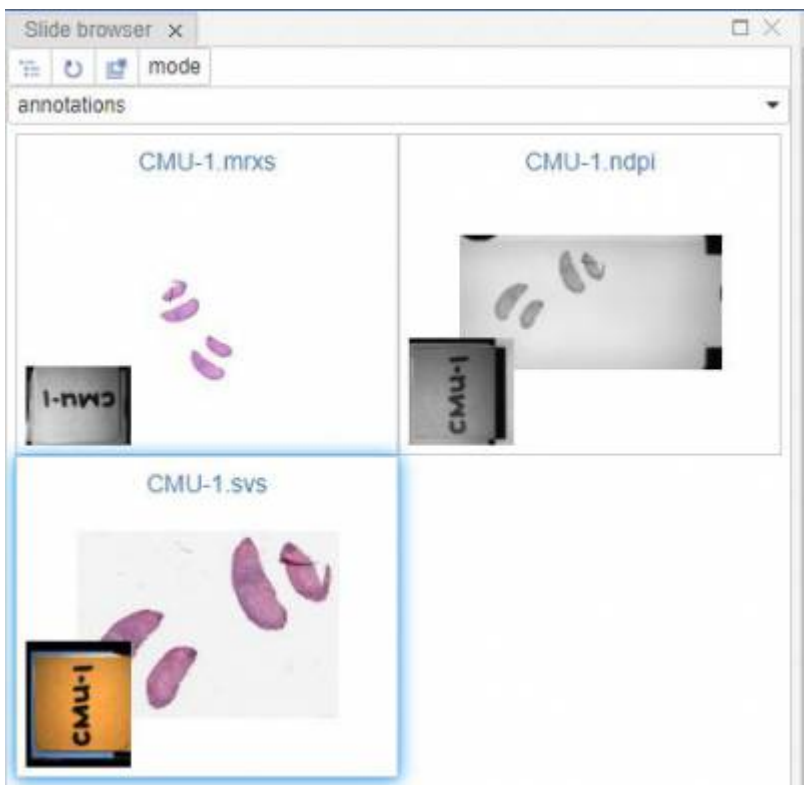 Slide browser
mode
annotations
CMU-1.mrxs
CMU-1.ndpi
CMU-1
CMU-1
CMU-1.svs
CMU-1